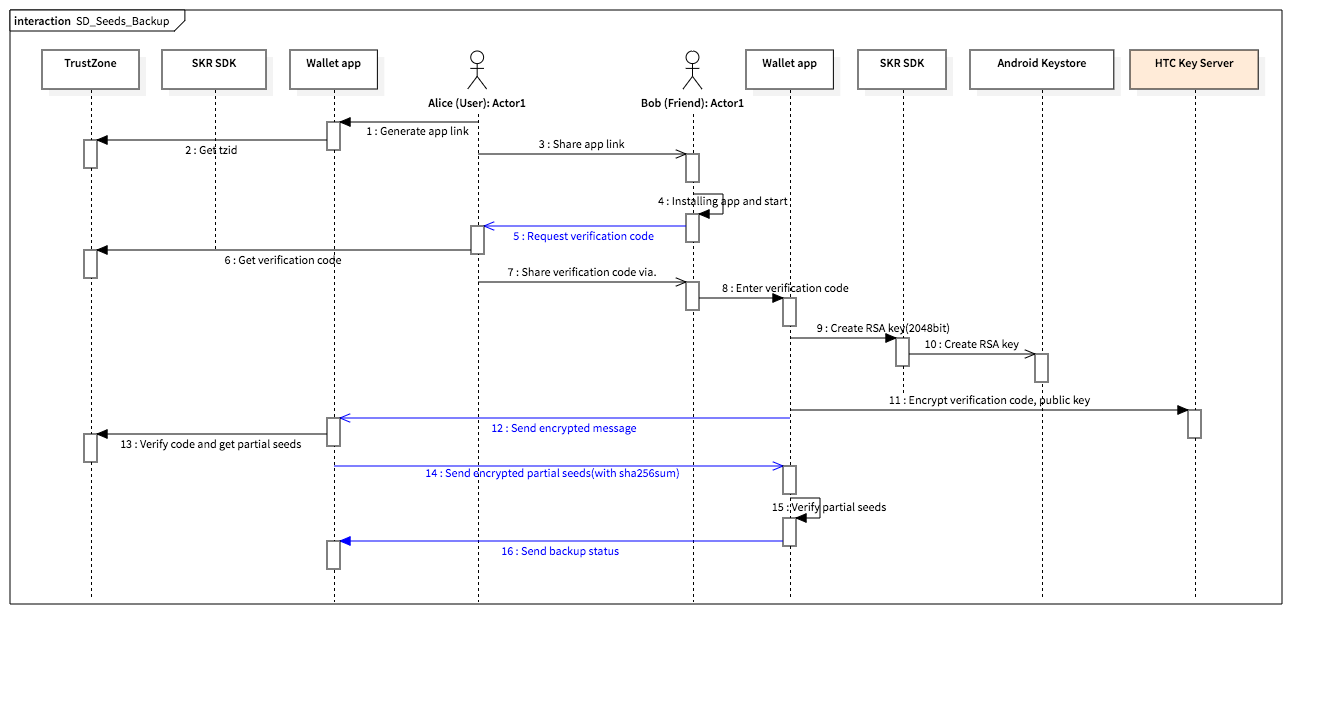 interaction SD_Seeds_Backup
TrustZone
SKR SDK
Wallet app
Alice (User): Actor1
Bob (Friend): Actor1
Wallet app
SKR SDK
Android Keystore
HTC Key Server
1 : Generate app link
2 : Get tzid
3 : Share app link
4 : Installing app and start
5 : Request verification code
6 : Get verification code
7 : Share verification code via.
8 : Enter verification code
9 : Create RSA key(2048bit)
10 : Create RSA key
11 : Encrypt verification code, public key
12 : Send encrypted message
13 : Verify code and get partial seeds
14 : Send encrypted partial seeds(with sha256sum)
15 : Verify partial seeds
16 : Send backup status